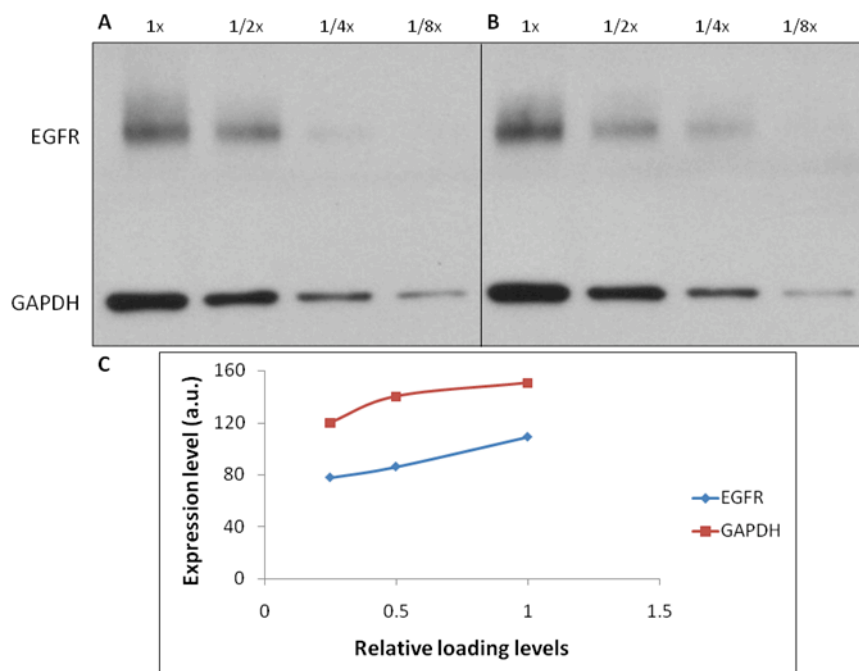 A 1x 1/2x 1/4x 1/8x B 1x 1/2x 1/4x 1/8x
EGFR
GAPDH
C
160
120
80
40
0
0 0.5 1 1.5
Expression level (a.u.)
Relative loading levels
EGFR
GAPDH